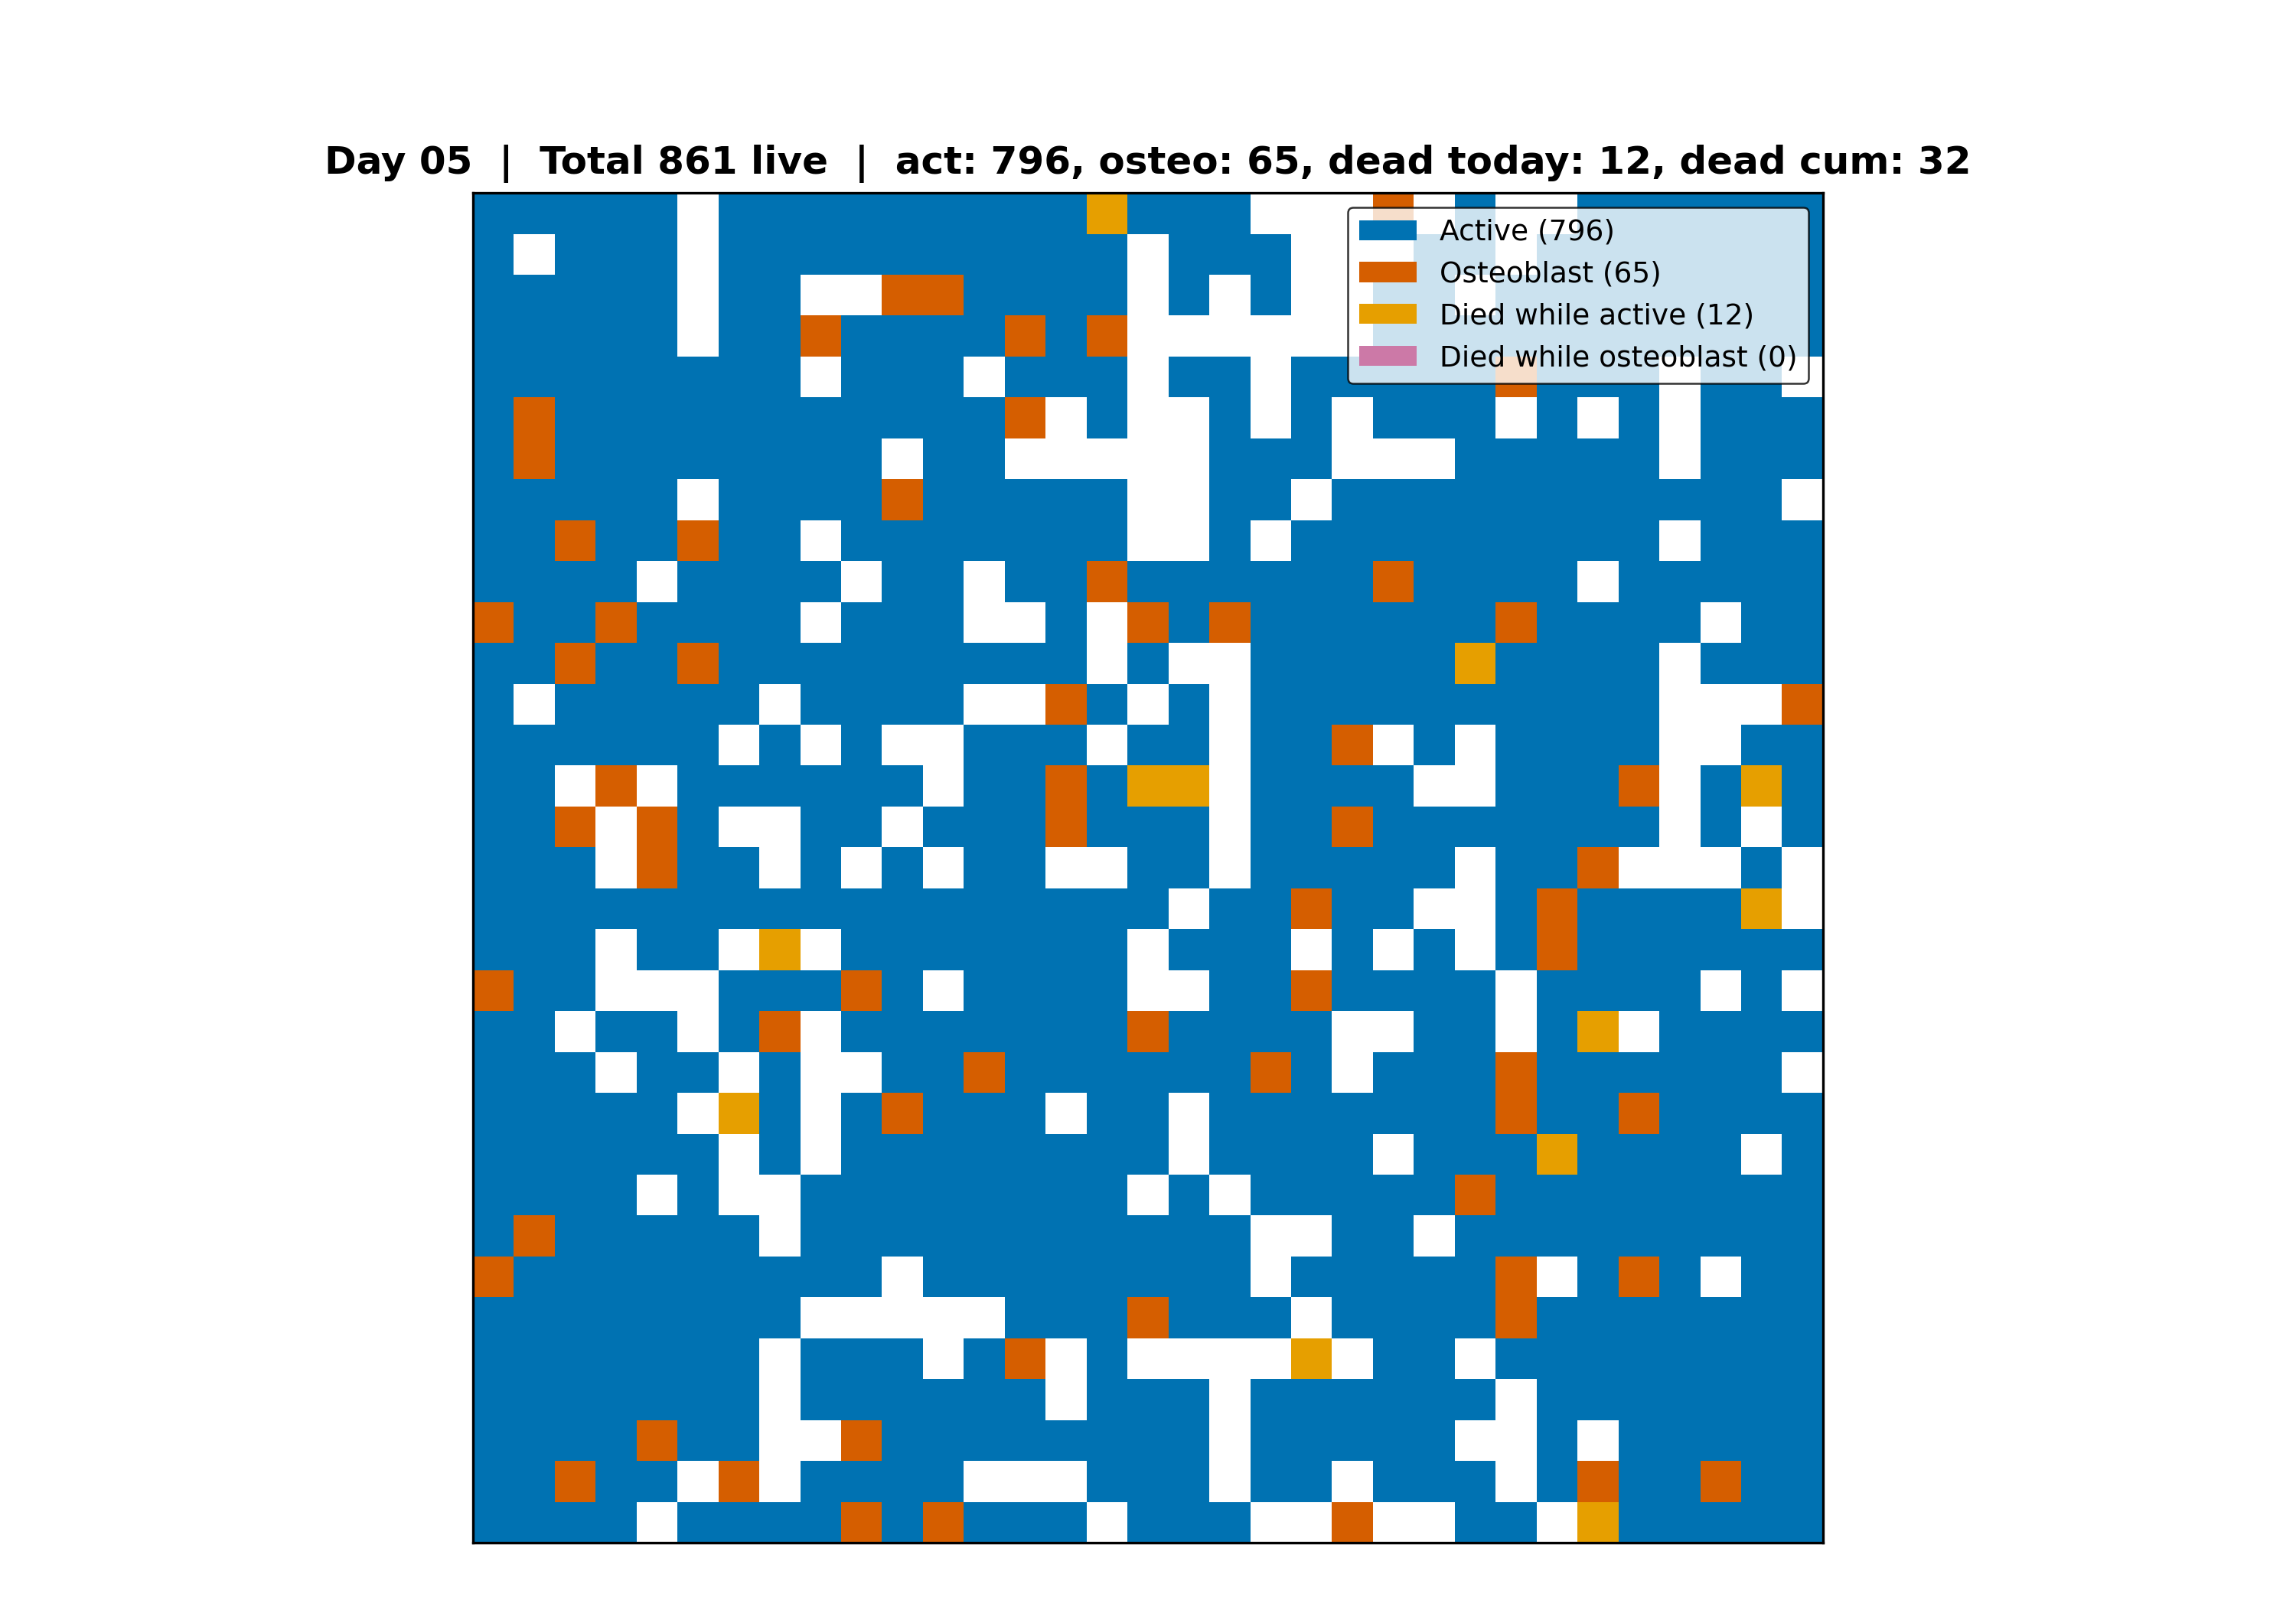 Day 05 | Total 861 live | act: 796, osteo: 65, dead today: 12, dead cum: 32
Active (796)
Osteoblast (65)
Died while active (12)
Died while osteoblast (0)